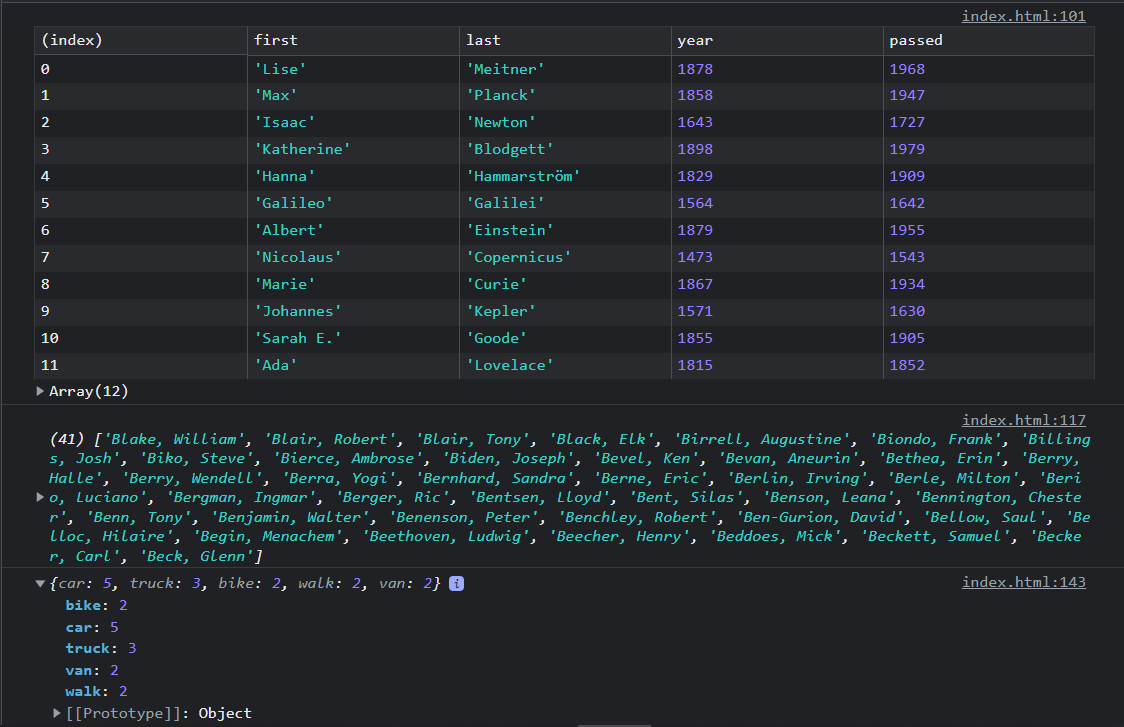 index.html:101
(index) first last year passed
0 'Lise' 'Meitner' 1878 1968
1 'Max' 'Planck' 1858 1947
2 'Isaac' 'Newton' 1643 1727
3 'Katherine' 'Blodgett' 1898 1979
4 'Hanna' 'Hammarström' 1829 1909
5 'Galileo' 'Galilei' 1564 1642
6 'Albert' 'Einstein' 1879 1955
7 'Nicolaus' 'Copernicus' 1473 1543
8 'Marie' 'Curie' 1867 1934
9 'Johannes' 'Kepler' 1571 1630
10 'Sarah E.' 'Goode' 1855 1905
11 'Ada' 'Lovelace' 1815 1852
▶ Array(12)
index.html:117
(41) ['Blake, William', 'Blair, Robert', 'Blair, Tony', 'Black, Elk', 'Birrell, Augustine', 'Biondo, Frank', 'Billing
s, Josh', 'Biko, Steve', 'Bierce, Ambrose', 'Biden, Joseph', 'Bevel, Ken', 'Bevan, Aneurin', 'Bethea, Erin', 'Berry,
Halle', 'Berry, Wendell', 'Berra, Yogi', 'Bernhard, Sandra', 'Berne, Eric', 'Berlin, Irving', 'Berle, Milton', 'Beri
▶ o, Luciano', 'Bergman, Ingmar', 'Berger, Ric', 'Bentsen, Lloyd', 'Bent, Silas', 'Benson, Leana', 'Bennington, Cheste
r', 'Benn, Tony', 'Benjamin, Walter', 'Benenson, Peter', 'Benchley, Robert', 'Ben-Gurion, David', 'Bellow, Saul', 'Be
lloc, Hilaire', 'Begin, Menachem', 'Beethoven, Ludwig', 'Beecher, Henry', 'Beddoes, Mick', 'Beckett, Samuel', 'Becke
r, Carl', 'Beck, Glenn']
▼ {car: 5, truck: 3, bike: 2, walk: 2, van: 2} i index.html:143
bike: 2
car: 5
truck: 3
van: 2
walk: 2
▶ [[Prototype]]: Object